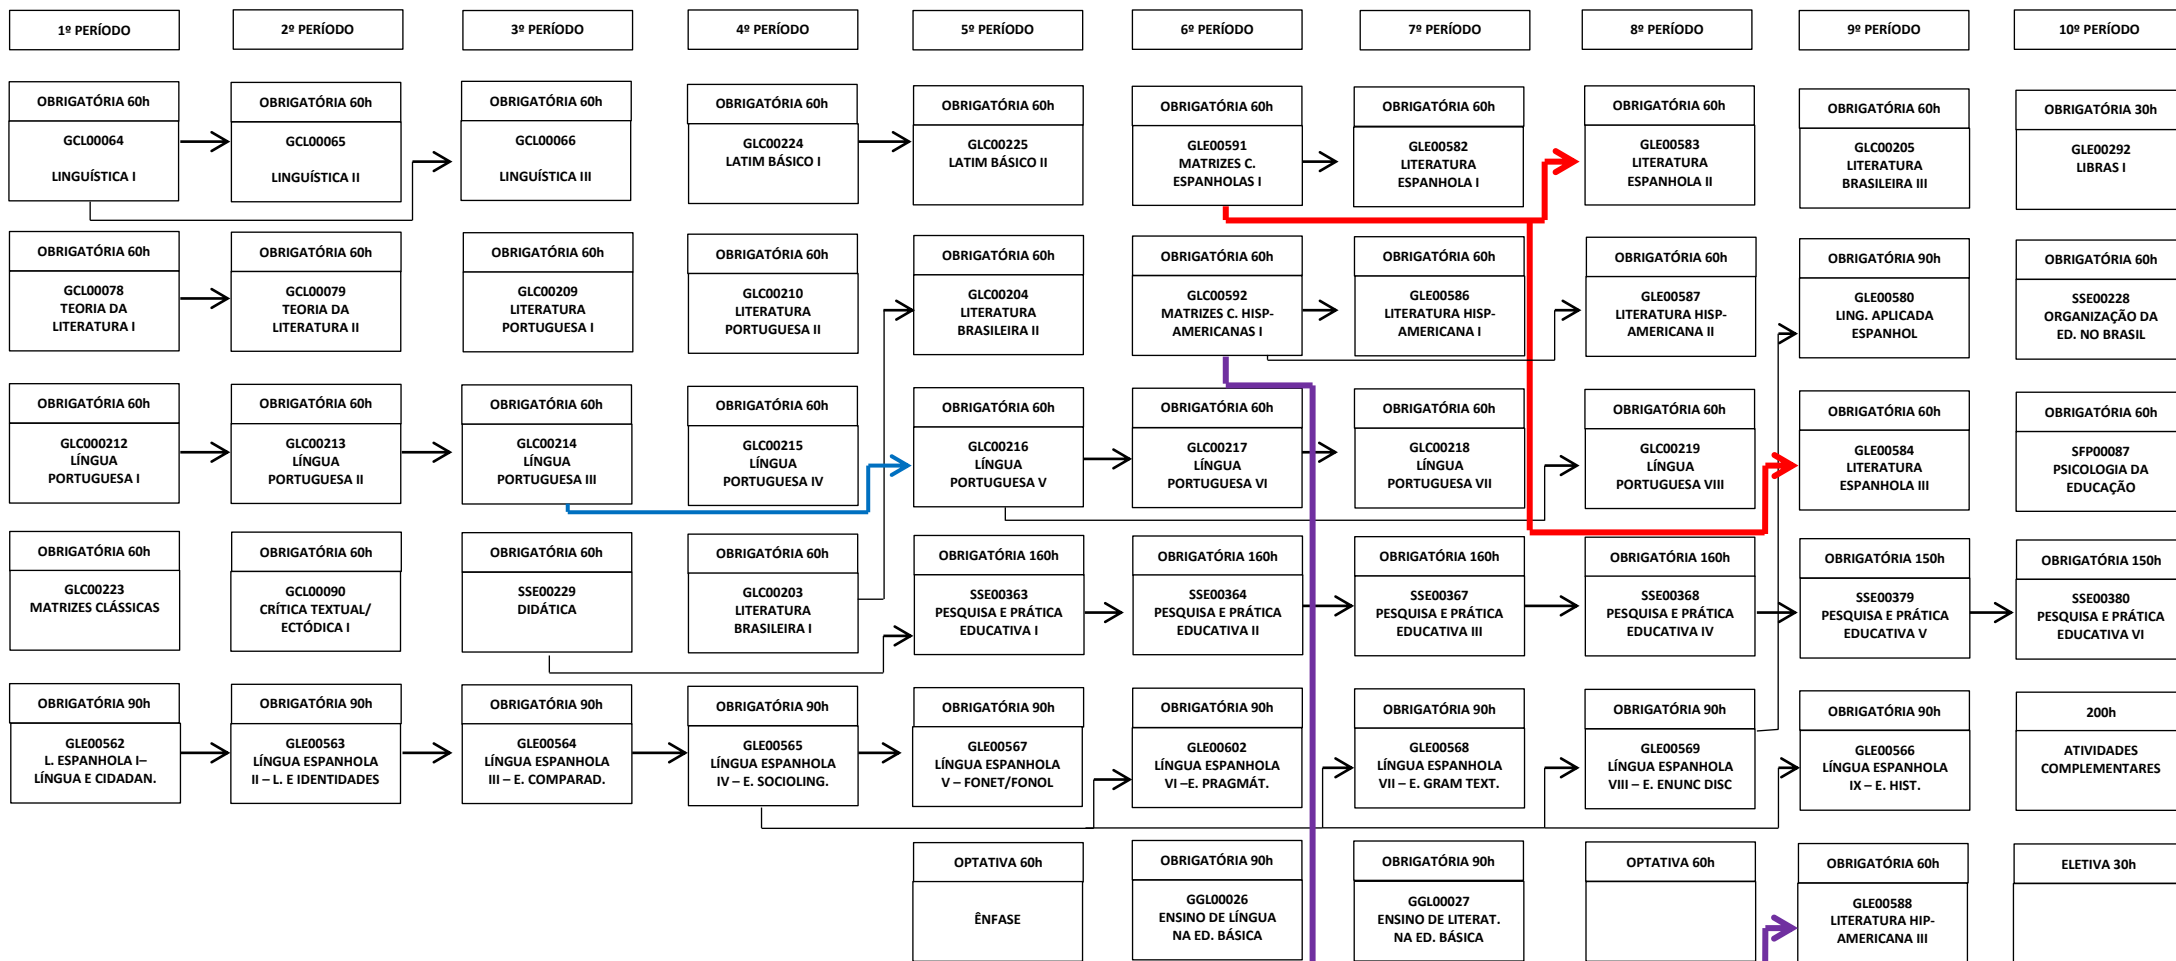 1º PERÍODO
2º PERÍODO
3º PERÍODO
4º PERÍODO
5º PERÍODO
6º PERÍODO
7º PERÍODO
8º PERÍODO
9º PERÍODO
10º PERÍODO
OBRIGATÓRIA 60h
GCL00064
LINGUÍSTICA I
OBRIGATÓRIA 60h
GCL00065
LINGUÍSTICA II
OBRIGATÓRIA 60h
GCL00066
LINGUÍSTICA III
OBRIGATÓRIA 60h
GLC00224
LATIM BÁSICO I
OBRIGATÓRIA 60h
GLC00225
LATIM BÁSICO II
OBRIGATÓRIA 60h
GLE00591
MATRIZES C.
ESPANHOLAS I
OBRIGATÓRIA 60h
GLE00582
LITERATURA
ESPANHOLA I
OBRIGATÓRIA 60h
GLE00583
LITERATURA
ESPANHOLA II
OBRIGATÓRIA 60h
GLC00205
LITERATURA
BRASILEIRA III
OBRIGATÓRIA 30h
GLE00292
LIBRAS I
OBRIGATÓRIA 60h
GCL00078
TEORIA DA
LITERATURA I
OBRIGATÓRIA 60h
GCL00079
TEORIA DA
LITERATURA II
OBRIGATÓRIA 60h
GLC00209
LITERATURA
PORTUGUESA I
OBRIGATÓRIA 60h
GLC00210
LITERATURA
PORTUGUESA II
OBRIGATÓRIA 60h
GLC00204
LITERATURA
BRASILEIRA II
OBRIGATÓRIA 60h
GLC00592
MATRIZES C. HISP-
AMERICANAS I
OBRIGATÓRIA 60h
GLE00586
LITERATURA HISP-
AMERICANA I
OBRIGATÓRIA 60h
GLE00587
LITERATURA HISP-
AMERICANA II
OBRIGATÓRIA 90h
GLE00580
LING. APLICADA
ESPANHOL
OBRIGATÓRIA 60h
SSE00228
ORGANIZAÇÃO DA
ED. NO BRASIL
OBRIGATÓRIA 60h
GLC000212
LÍNGUA
PORTUGUESA I
OBRIGATÓRIA 60h
GLC00213
LÍNGUA
PORTUGUESA II
OBRIGATÓRIA 60h
GLC00214
LÍNGUA
PORTUGUESA III
OBRIGATÓRIA 60h
GLC00215
LÍNGUA
PORTUGUESA IV
OBRIGATÓRIA 60h
GLC00216
LÍNGUA
PORTUGUESA V
OBRIGATÓRIA 60h
GLC00217
LÍNGUA
PORTUGUESA VI
OBRIGATÓRIA 60h
GLC00218
LÍNGUA
PORTUGUESA VII
OBRIGATÓRIA 60h
GLC00219
LÍNGUA
PORTUGUESA VIII
OBRIGATÓRIA 60h
GLE00584
LITERATURA
ESPANHOLA III
OBRIGATÓRIA 60h
SFP00087
PSICOLOGIA DA
EDUCAÇÃO
OBRIGATÓRIA 60h
GLC00223
MATRIZES CLÁSSICAS
OBRIGATÓRIA 60h
GCL00090
CRÍTICA TEXTUAL/
ECTÓDICA I
OBRIGATÓRIA 60h
SSE00229
DIDÁTICA
OBRIGATÓRIA 60h
GLC00203
LITERATURA
BRASILEIRA I
OBRIGATÓRIA 160h
SSE00363
PESQUISA E PRÁTICA
EDUCATIVA I
OBRIGATÓRIA 160h
SSE00364
PESQUISA E PRÁTICA
EDUCATIVA II
OBRIGATÓRIA 160h
SSE00367
PESQUISA E PRÁTICA
EDUCATIVA III
OBRIGATÓRIA 160h
SSE00368
PESQUISA E PRÁTICA
EDUCATIVA IV
OBRIGATÓRIA 150h
SSE00379
PESQUISA E PRÁTICA
EDUCATIVA V
OBRIGATÓRIA 150h
SSE00380
PESQUISA E PRÁTICA
EDUCATIVA VI
OBRIGATÓRIA 90h
GLE00562
L. ESPANHOLA I–
LÍNGUA E CIDADAN.
OBRIGATÓRIA 90h
GLE00563
LÍNGUA ESPANHOLA
II – L. E IDENTIDADES
OBRIGATÓRIA 90h
GLE00564
LÍNGUA ESPANHOLA
III – E. COMPARAD.
OBRIGATÓRIA 90h
GLE00565
LÍNGUA ESPANHOLA
IV – E. SOCIOLING.
OBRIGATÓRIA 90h
GLE00567
LÍNGUA ESPANHOLA
V – FONET/FONOL
OBRIGATÓRIA 90h
GLE00602
LÍNGUA ESPANHOLA
VI –E. PRAGMÁT.
OBRIGATÓRIA 90h
GLE00568
LÍNGUA ESPANHOLA
VII – E. GRAM TEXT.
OBRIGATÓRIA 90h
GLE00569
LÍNGUA ESPANHOLA
VIII – E. ENUNC DISC
OBRIGATÓRIA 90h
GLE00566
LÍNGUA ESPANHOLA
IX – E. HIST.
200h
ATIVIDADES
COMPLEMENTARES
OPTATIVA 60h
ÊNFASE
OBRIGATÓRIA 90h
GGL00026
ENSINO DE LÍNGUA
NA ED. BÁSICA
OBRIGATÓRIA 90h
GGL00027
ENSINO DE LITERAT.
NA ED. BÁSICA
OPTATIVA 60h
OBRIGATÓRIA 60h
GLE00588
LITERATURA HIP-
AMERICANA III
ELETIVA 30h